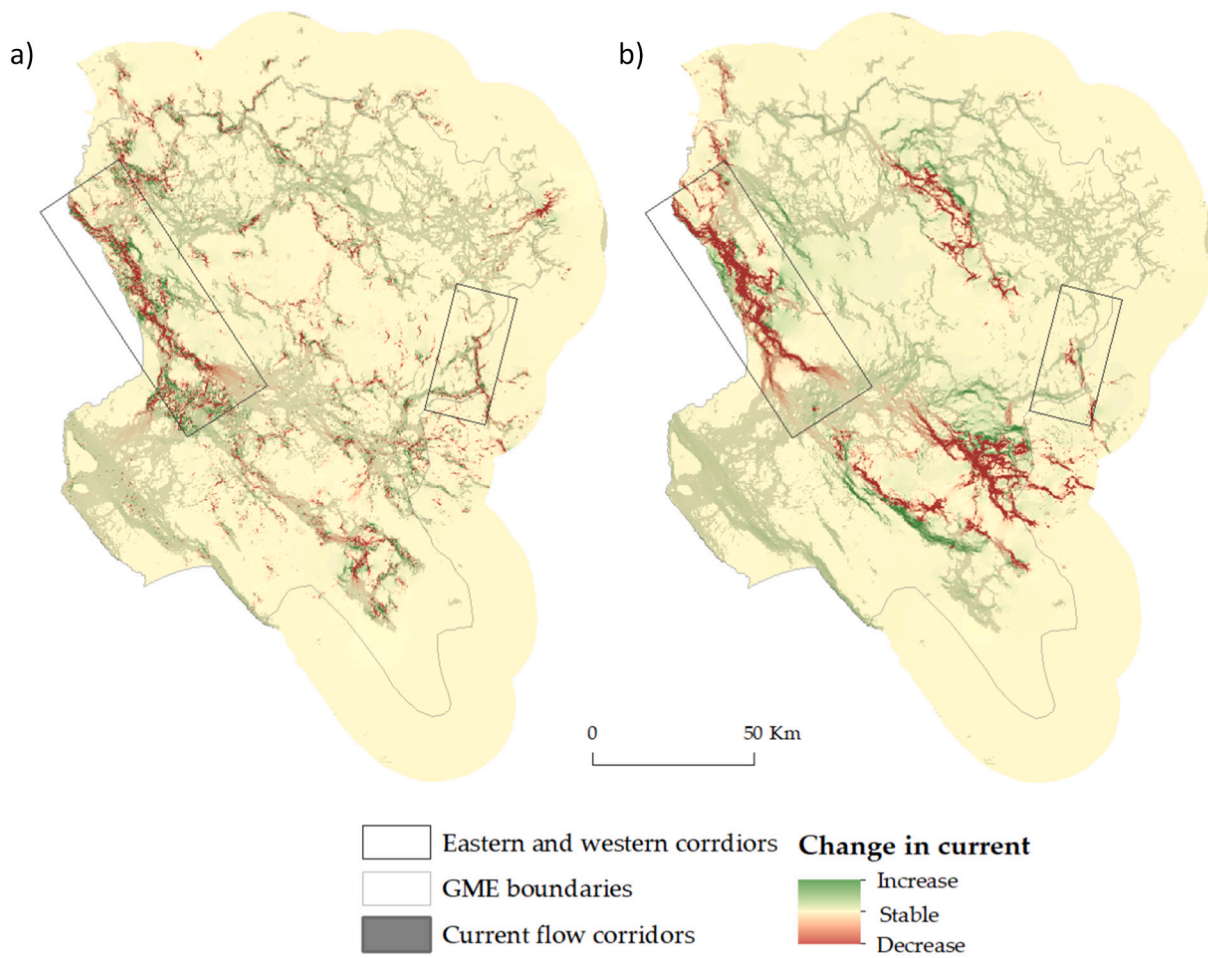 a)
b)
0 50 Km
Eastern and western corrdiors
GME boundaries
Current flow corridors
Change in current
Increase
Stable
Decrease